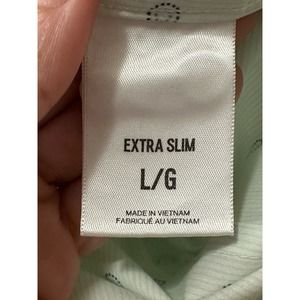 EXTRA SLIM
L/G
MADE IN VIETNAM
FABRIQUÉ AU VIETNAM